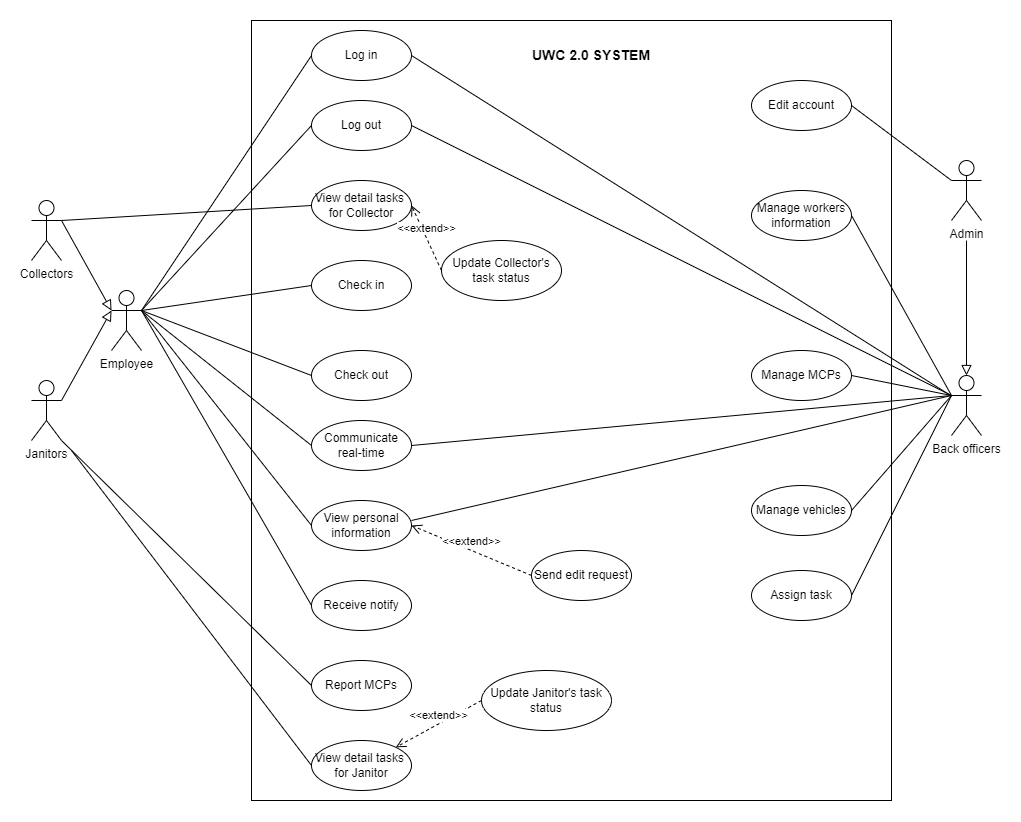 Log in
UWC 2.0 SYSTEM
Edit account
Log out
View detail tasks
for Collector
<<extend>>
Manage workers
information
Admin
Collectors
Update Collector's
task status
Check in
Employee
Check out
Manage MCPs
Janitors
Communicate
real-time
Back officers
View personal
information
<<extend>>
Manage vehicles
Send edit request
Receive notify
Assign task
Report MCPs
Update Janitor's task
status
<<extend>>
View detail tasks
for Janitor